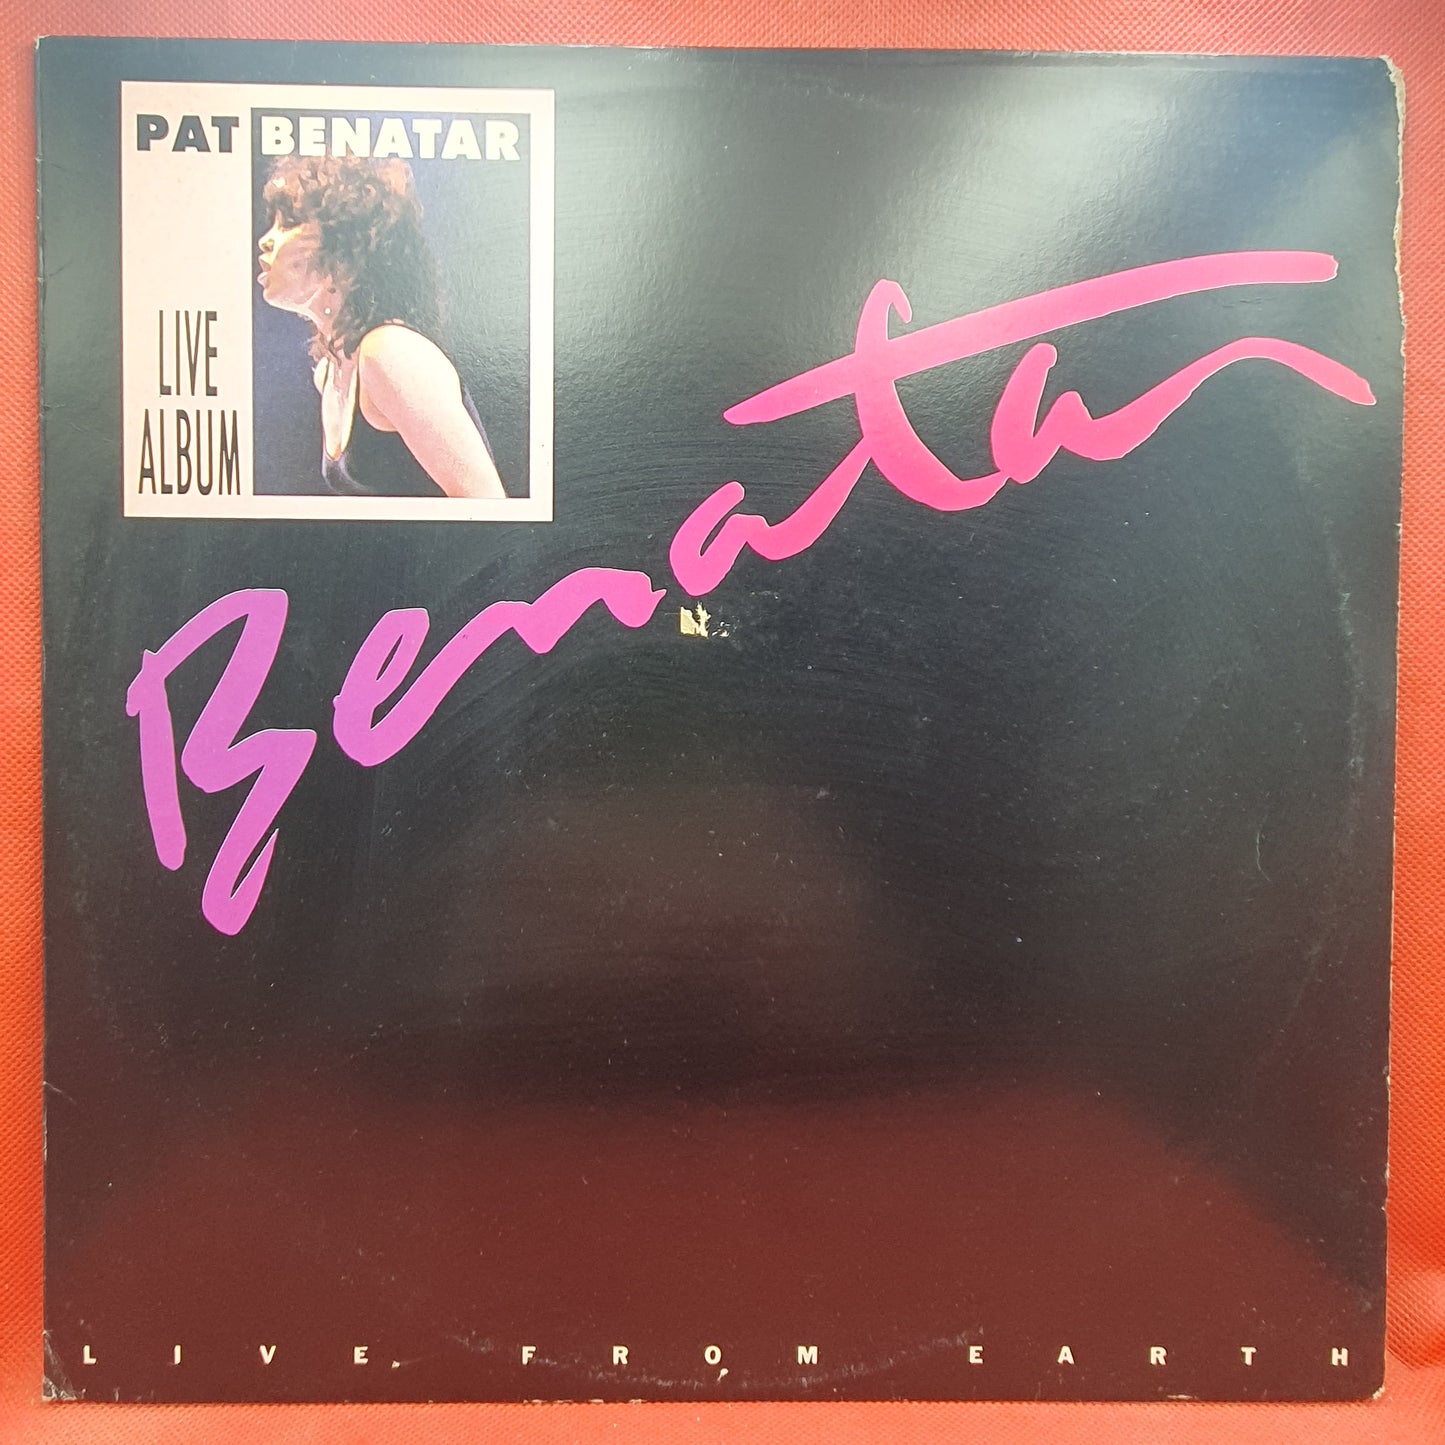 PAT BENATAR
LIVE
ALBUM
Benatar
LIVE FROM EARTH